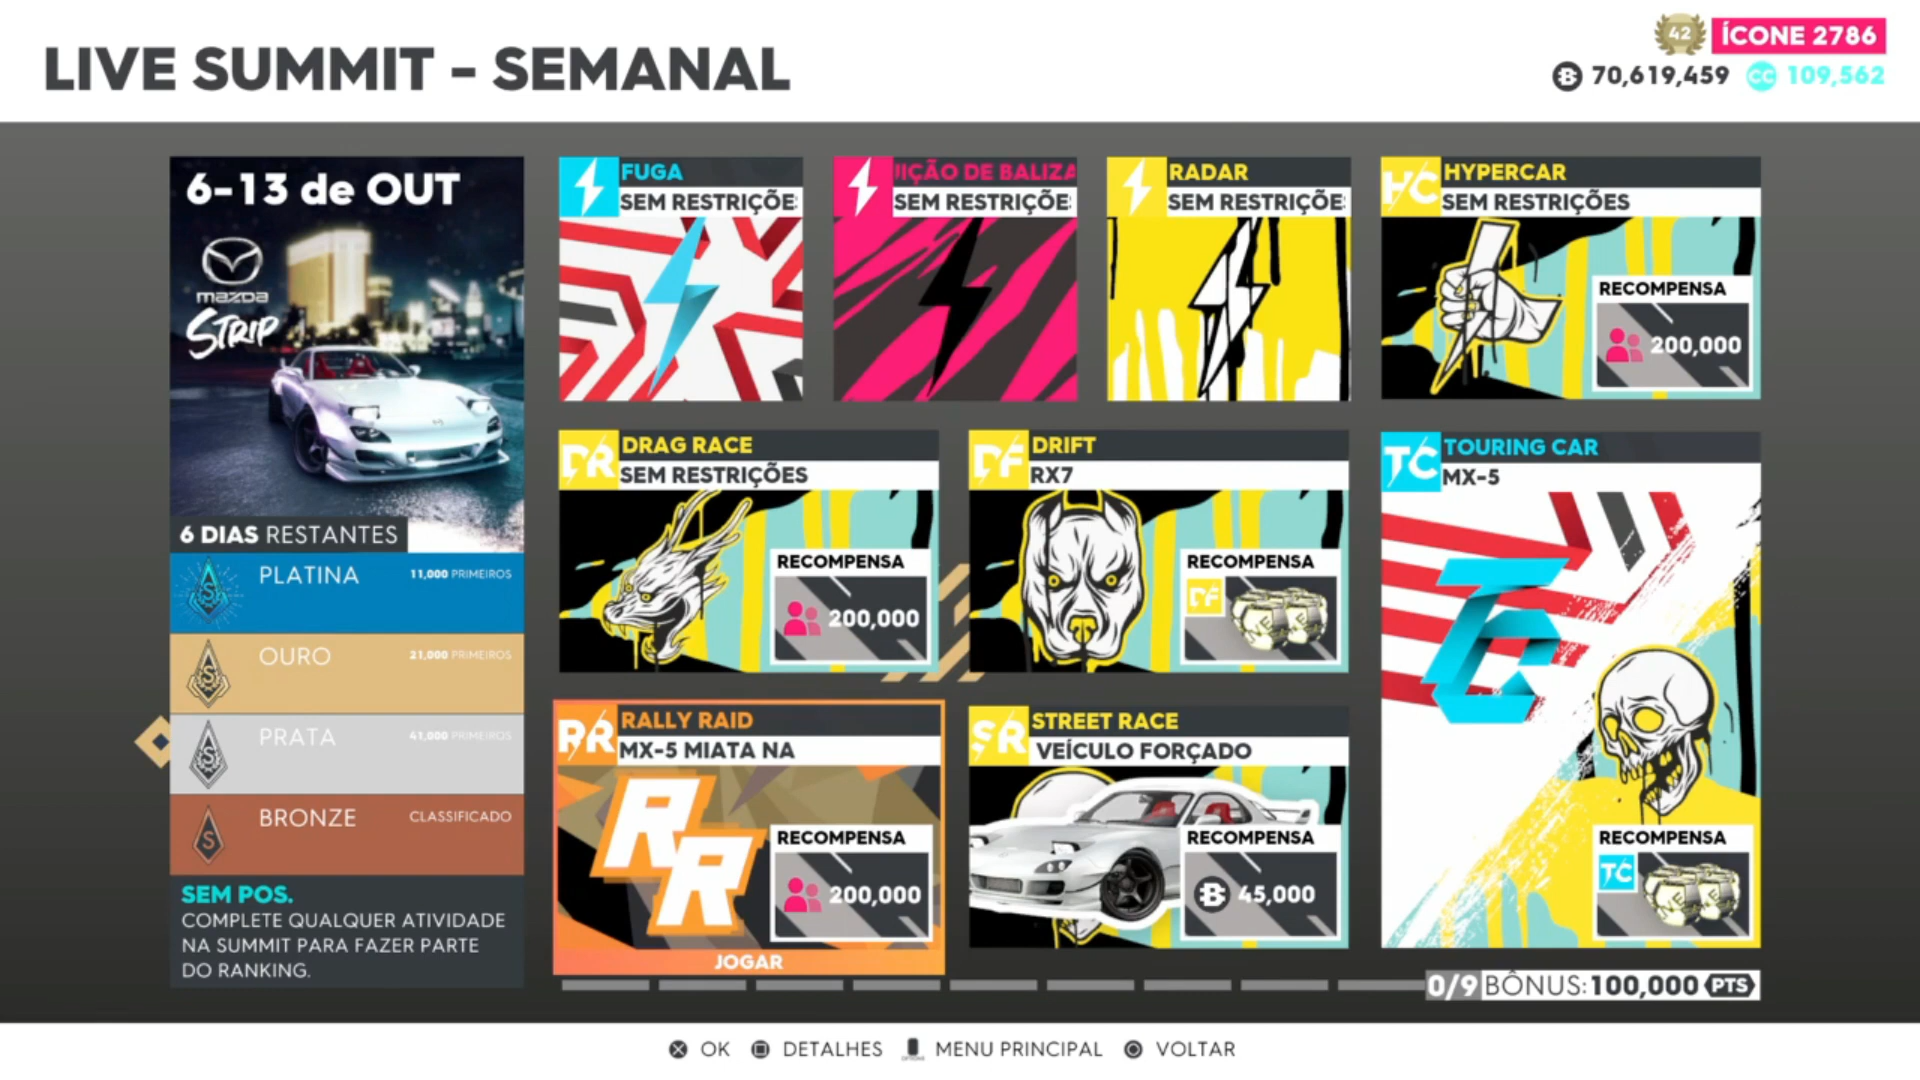 LIVE SUMMIT - SEMANAL
42
ÍCONE 2786
70,619,459
CC 109,562
6-13 de OUT
mazda
STRIP
6 DIAS RESTANTES
PLATINA
11,000 PRIMEIROS
OURO
21,000 PRIMEIROS
PRATA
41,000 PRIMEIROS
BRONZE
CLASSIFICADO
SEM POS.
COMPLETE QUALQUER ATIVIDADE
NA SUMMIT PARA FAZER PARTE
DO RANKING.
FUGA
SEM RESTRIÇÕE
IÇÃO DE BALIZA
SEM RESTRIÇÕE
RADAR
SEM RESTRIÇÕE
HC
HYPERCAR
SEM RESTRIÇÕES
RECOMPENSA
200,000
DR
DRAG RACE
SEM RESTRIÇÕES
RECOMPENSA
200,000
DF
DRIFT
RX7
RECOMPENSA
DF
TC
TOURING CAR
MX-5
TC
RECOMPENSA
TC
RR
RALLY RAID
MX-5 MIATA NA
RR
RECOMPENSA
200,000
JOGAR
SR
STREET RACE
VEÍCULO FORÇADO
RECOMPENSA
45,000
0/9 BÔNUS: 100,000 PTS
OK
DETALHES
MENU PRINCIPAL
VOLTAR